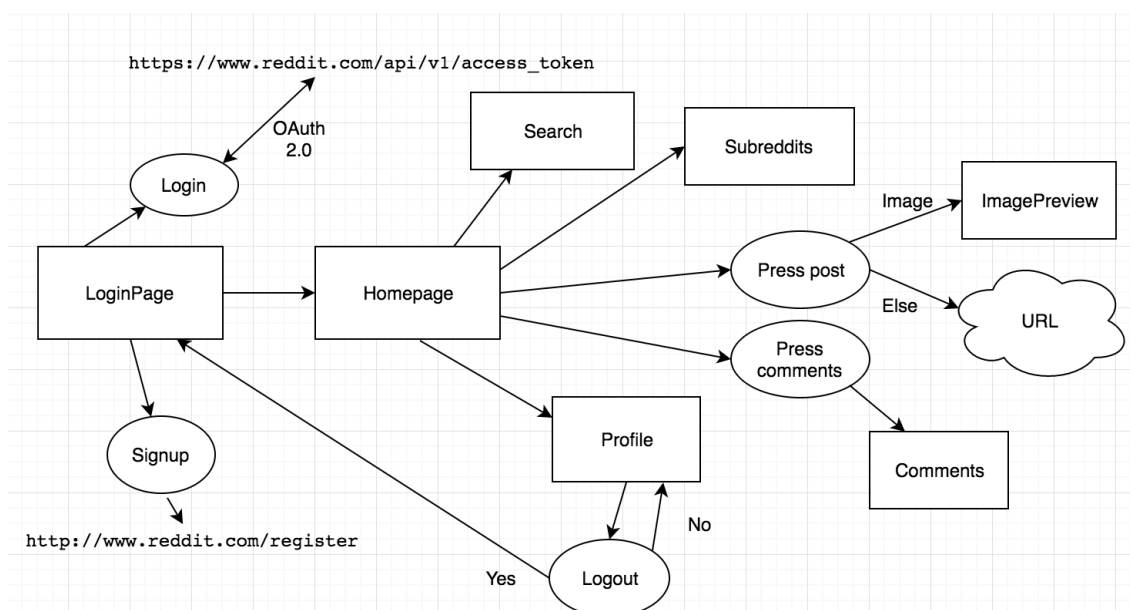 https://www.reddit.com/api/v1/access_token
OAuth
2.0
Login
Search
Subreddits
Image
ImagePreview
LoginPage
Homepage
Press post
Else
URL
Press
comments
Signup
Profile
Comments
http://www.reddit.com/register
No
Yes
Logout